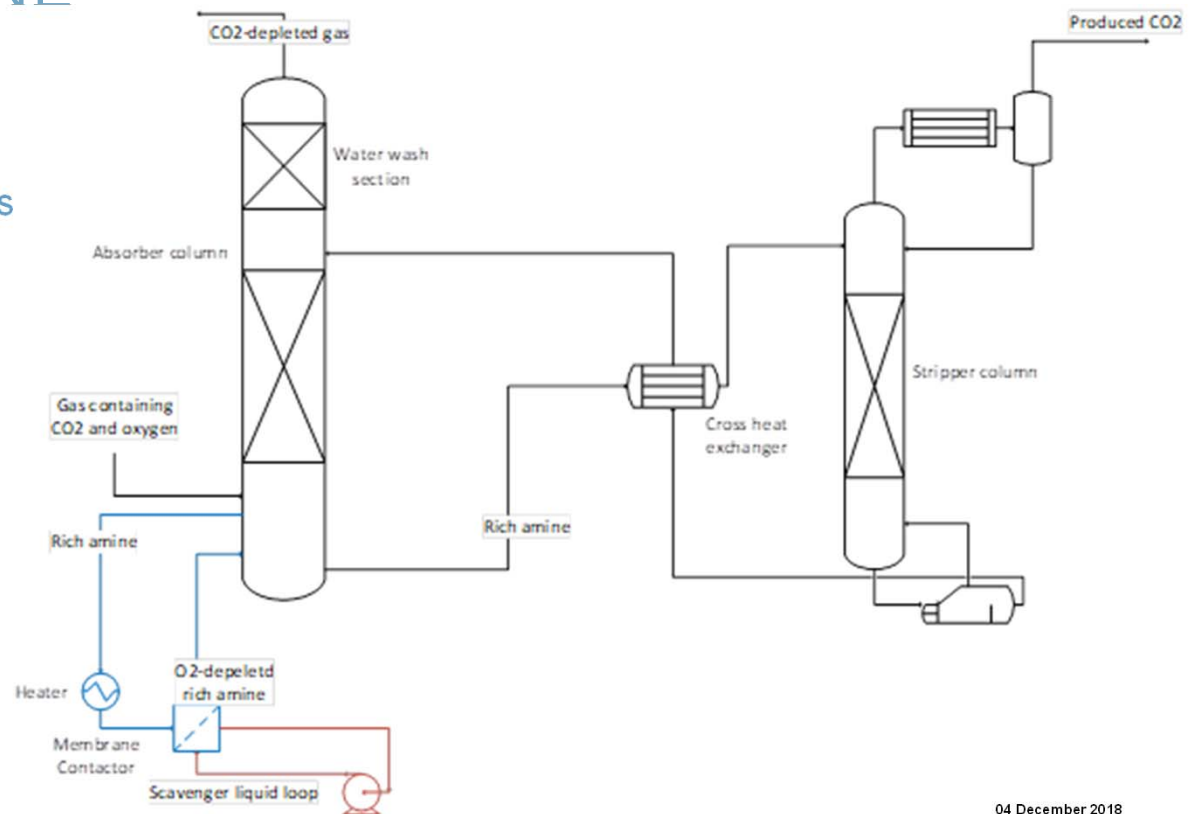 CO2-depleted gas
Produced CO2
Water wash
section
s
Absorber column
Stripper column
Gas containing
CO2 and oxygen
Cross heat
exchanger
Rich amine
Rich amine
O2-depeletd
rich amine
Heater
Membrane
Contactor
Scavenger liquid loop
04 December 2018